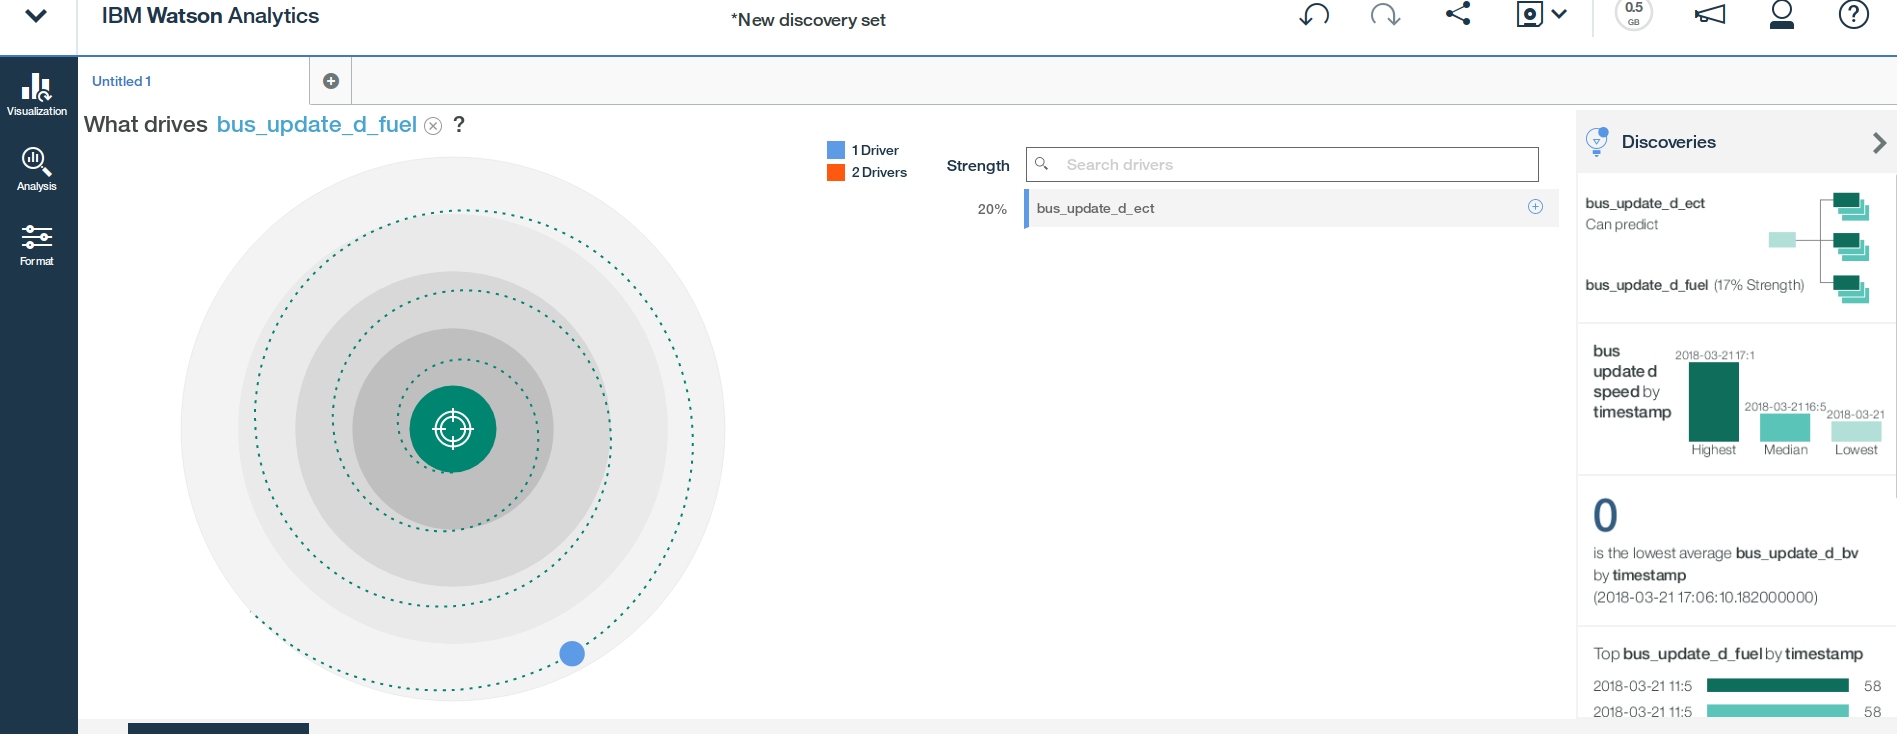 IBM Watson Analytics
*New discovery set
0.5
GB
Untitled 1
Visualization
Analysis
Format
What drives bus_update_d_fuel ?
1 Driver
2 Drivers
Strength
Search drivers
20%
bus_update_d_ect
Discoveries
bus_update_d_ect
Can predict
bus_update_d_fuel (17% Strength)
bus
update d
speed by
timestamp
2018-03-21 17:1
2018-03-21 16:5
2018-03-21
Highest
Median
Lowest
0
is the lowest average bus_update_d_bv
by timestamp
(2018-03-21 17:06:10.182000000)
Top bus_update_d_fuel by timestamp
2018-03-21 11:5 58
2018-03-21 11:5 58